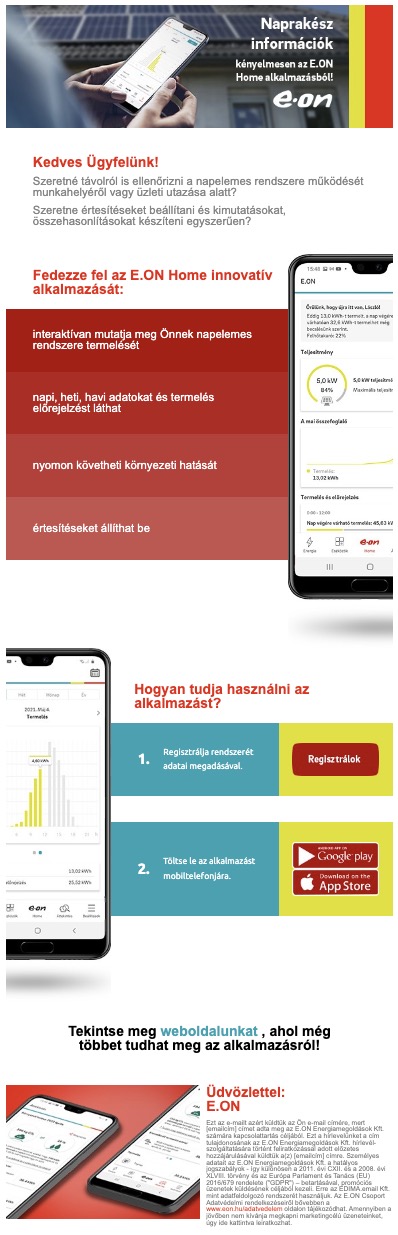 Naprakész
információk
kényelmesen az E.ON
Home alkalmazásból!
e·on
Kedves Ügyfelünk!
Szeretné távolról is ellenőrizni a napelemes rendszere működését
munkahelyéről vagy üzleti utazása alatt?
Szeretne értesítéseket beállítani és kimutatásokat,
összehasonlításokat készíteni egyszerűen?
Fedezze fel az E.ON Home innovatív
alkalmazását:
interaktívan mutatja meg Önnek napelemes
rendszere termelését
napi, heti, havi adatokat és termelés
előrejelzést láthat
nyomon követheti környezeti hatását
értesítéseket állíthat be
15:43
E.ON
Örülünk, hogy újra itt van, László!
Eddig 13,0 kWh-t termelt, a nap végére
várhatóan 32,6 kWh-t termelhet még
becslésünk szerint.
Felhőtakaró: 22%
Teljesítmény
5,0 kW
84%
5,0 kW teljesítmé
Maximális teljesít
A mai összefoglaló
Termelés:
13,02 kWh
Termelés és előrejelzés
0:00 - 12:00
Nap végére várható termelés: 45,63 k
Energia
Eszközök
Home
Hét
Hónap
Év
2021. Máj 4.
Termelés
4,60 kWh
13,02 kWh
25,52 kWh
Home
Beállítások
Hogyan tudja használni az
alkalmazást?
1.
Regisztrálja rendszerét
adatai megadásával.
Regisztrálok
2.
Töltse le az alkalmazást
mobiltelefonjára.
ANDROID APP ON
Google play
Download on the
App Store
Tekintse meg weboldalunkat , ahol még
többet tudhat meg az alkalmazásról!
Üdvözlettel:
E.ON
Ezt az e-mailt azért küldtük az Ön e-mail címére, mert
[emailcím] címet adta meg az E.ON Energiamegoldások Kft.
számára kapcsolattartás céljából. Ezt a hírlevelünket a cím
tulajdonosának az E.ON Energiamegoldások Kft. hírlevél-
szolgáltatására történt feliratkozással adott előzetes
hozzájárulásával küldtük a(z) [emailcím] címre. Személyes
adatait az E.ON Energiamegoldások Kft. a hatályos
jogszabályok - így különösen a 2011. évi CXII. és a 2008. évi
XLVIII. törvény és az Európai Parlament és Tanács (EU)
2016/679 rendelete ("GDPR") – betartásával, promóciós
üzenetek küldésének céljából kezeli. Erre az EDIMA.email Kft.
mint adatfeldolgozó rendszerét használjuk. Az E.ON Csoport
Adatvédelmi rendelkezéseiről bővebben a
www.eon.hu/adatvedelem oldalon tájékozódhat. Amennyiben a
jövőben nem kívánja megkapni marketingcélú üzeneteinket,
úgy ide kattintva leiratkozhat.